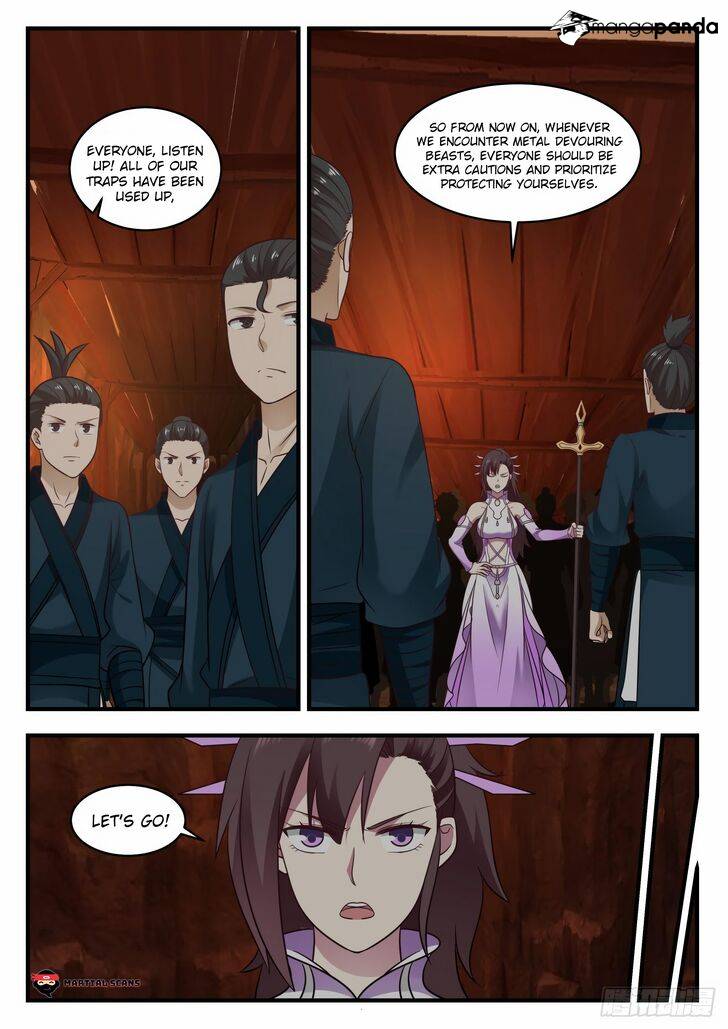 mangapanda
EVERYONE, LISTEN
UP! ALL OF OUR
TRAPS HAVE BEEN
USED UP,
SO FROM NOW ON, WHENEVER
WE ENCOUNTER METAL DEVOURING
BEASTS, EVERYONE SHOULD BE
EXTRA CAUTIONS AND PRIORITIZE
PROTECTING YOURSELVES.
LET'S GO!
MARTIAL SCANS